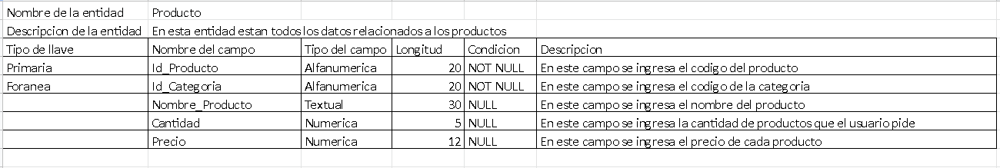 Nombre de la entidad Producto
Descripcion de la entidad En esta entidad estan todos los datos relacionados a los productos
Tipo de llave Nombre del campo Tipo del campo Longitud Condicion Descripcion
Primaria Id_Producto Alfanumerica 20 NOT NULL En este campo se ingresa el codigo del producto
Foranea Id_Categoria Alfanumerica 20 NOT NULL En este campo se ingresa el codigo de la categoria
Nombre_Producto Textual 30 NULL En este campo se ingresa el nombre del producto
Cantidad Numerica 5 NULL En este campo se ingresa la cantidad de productos que el usuario pide
Precio Numerica 12 NULL En este campo se ingresa el precio de cada producto